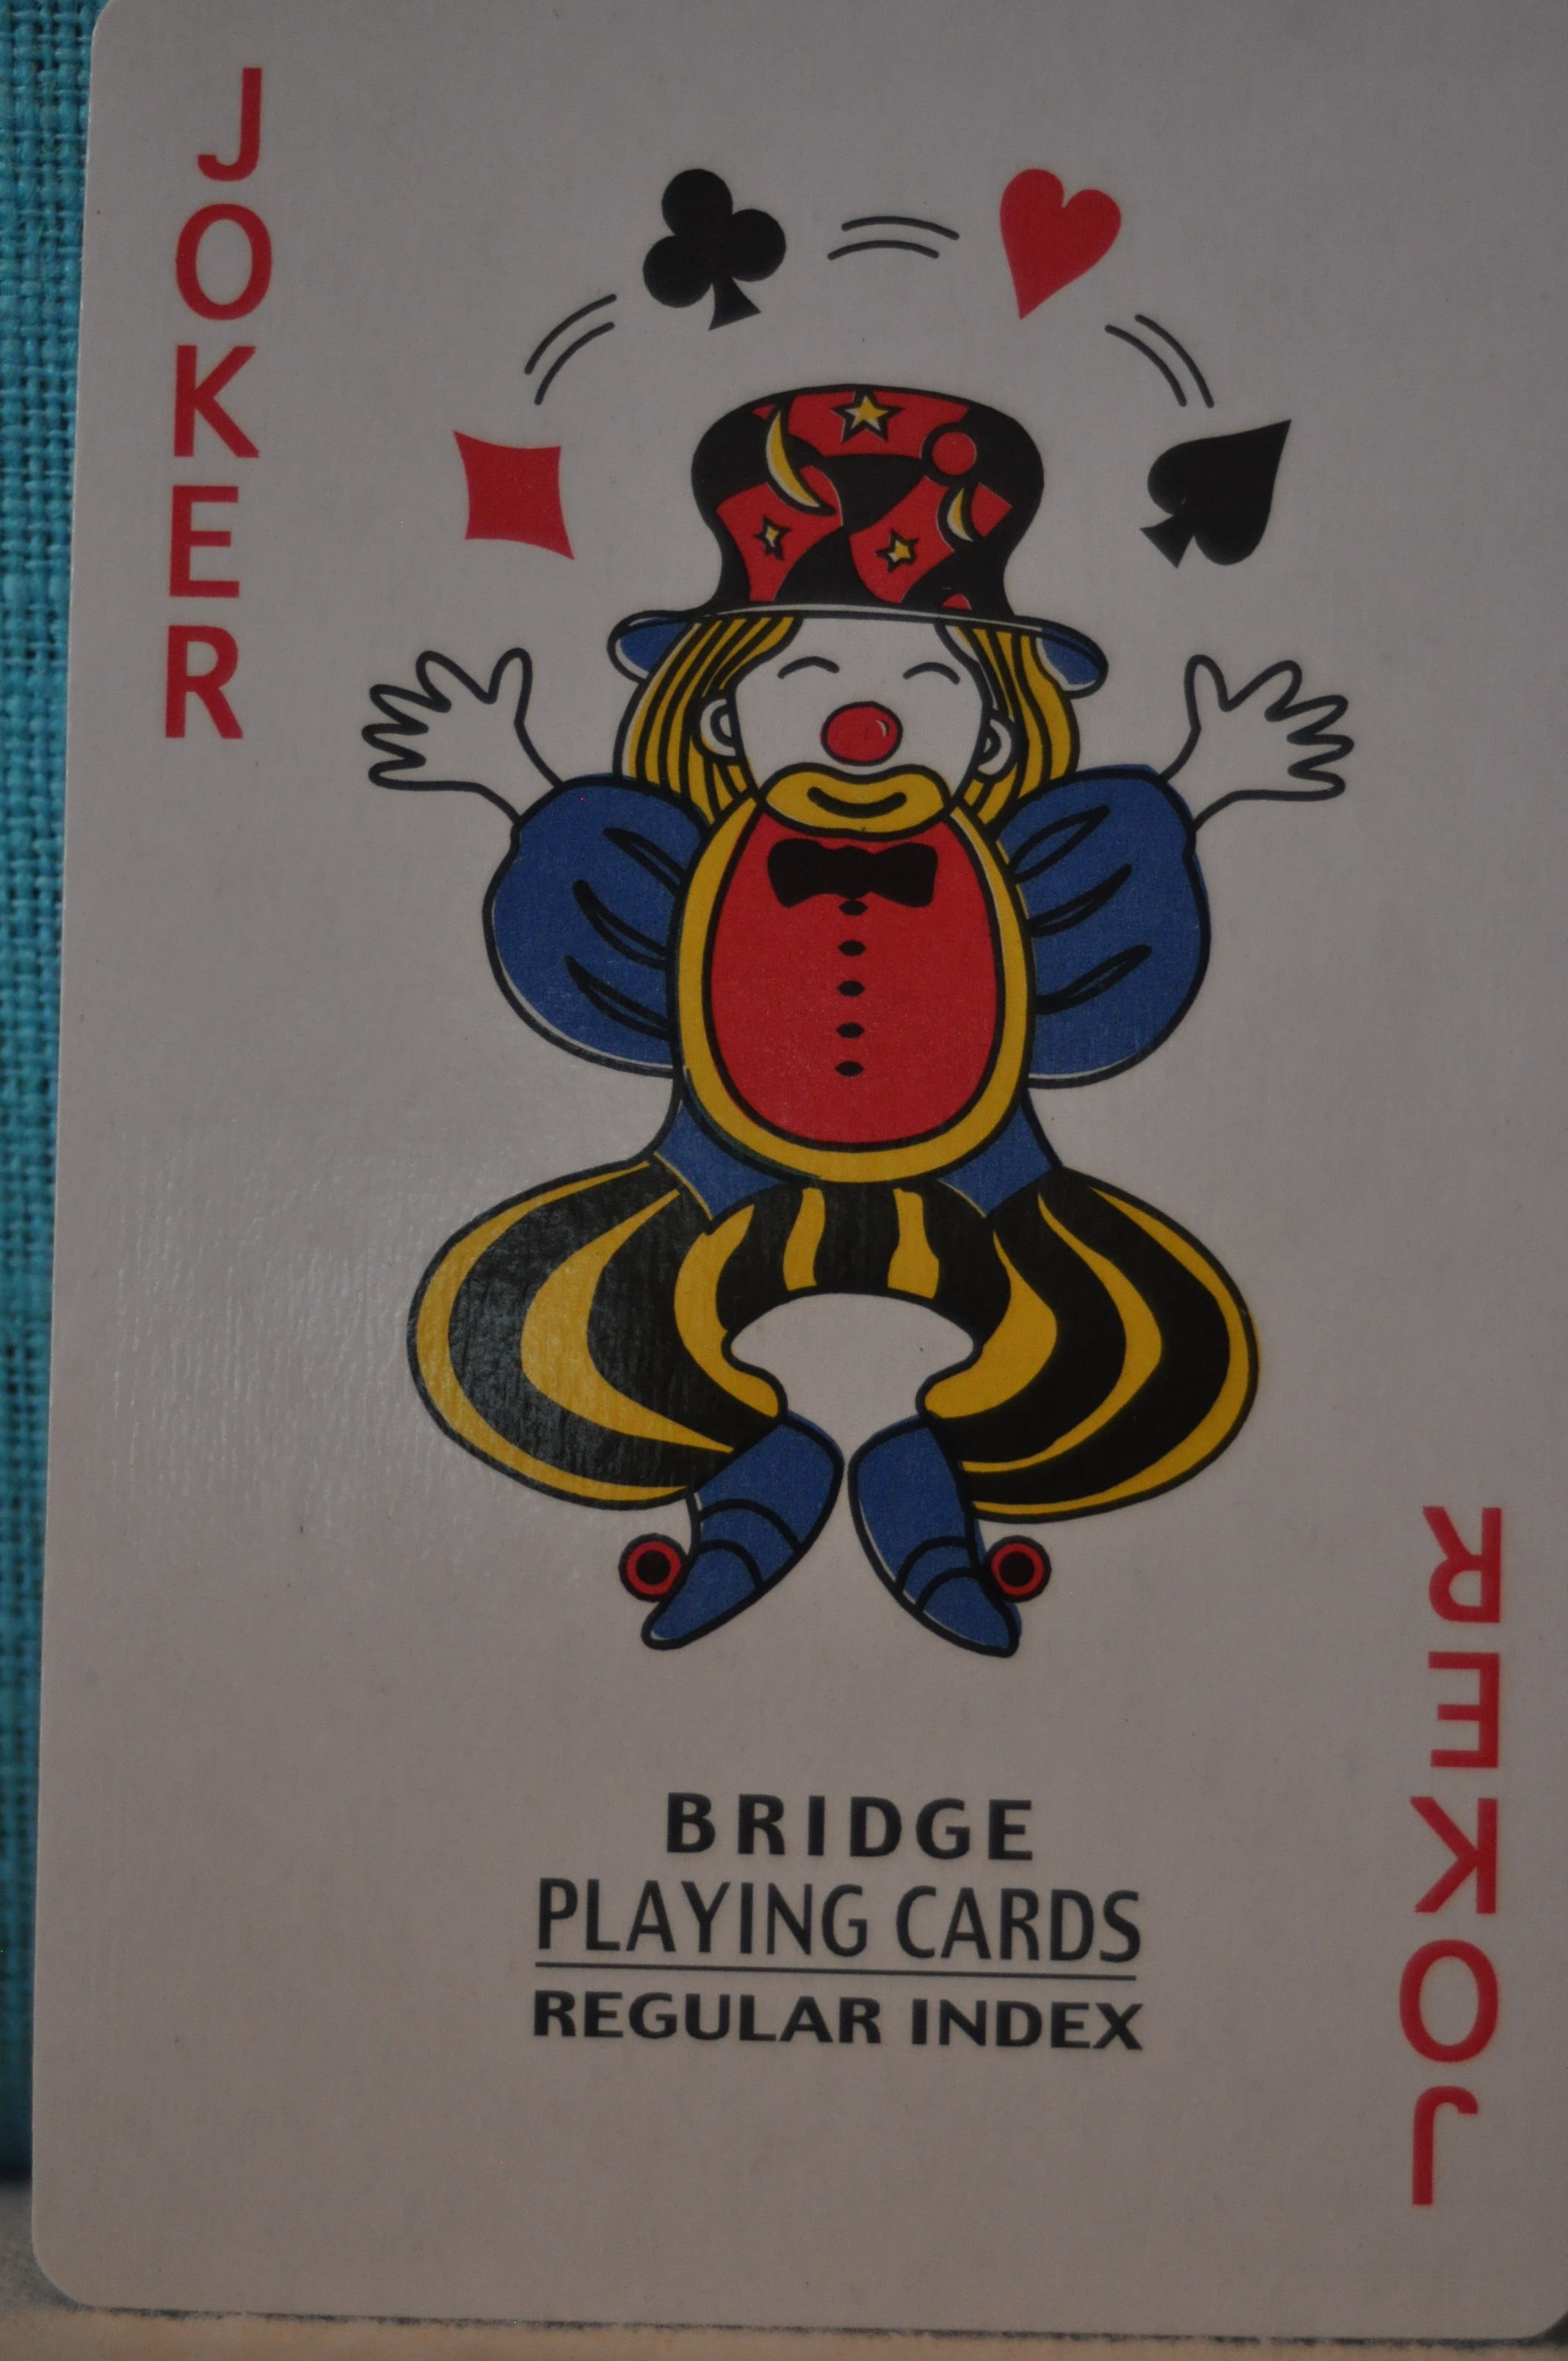 JOKER
BRIDGE
PLAYING CARDS
REGULAR INDEX
JOKER